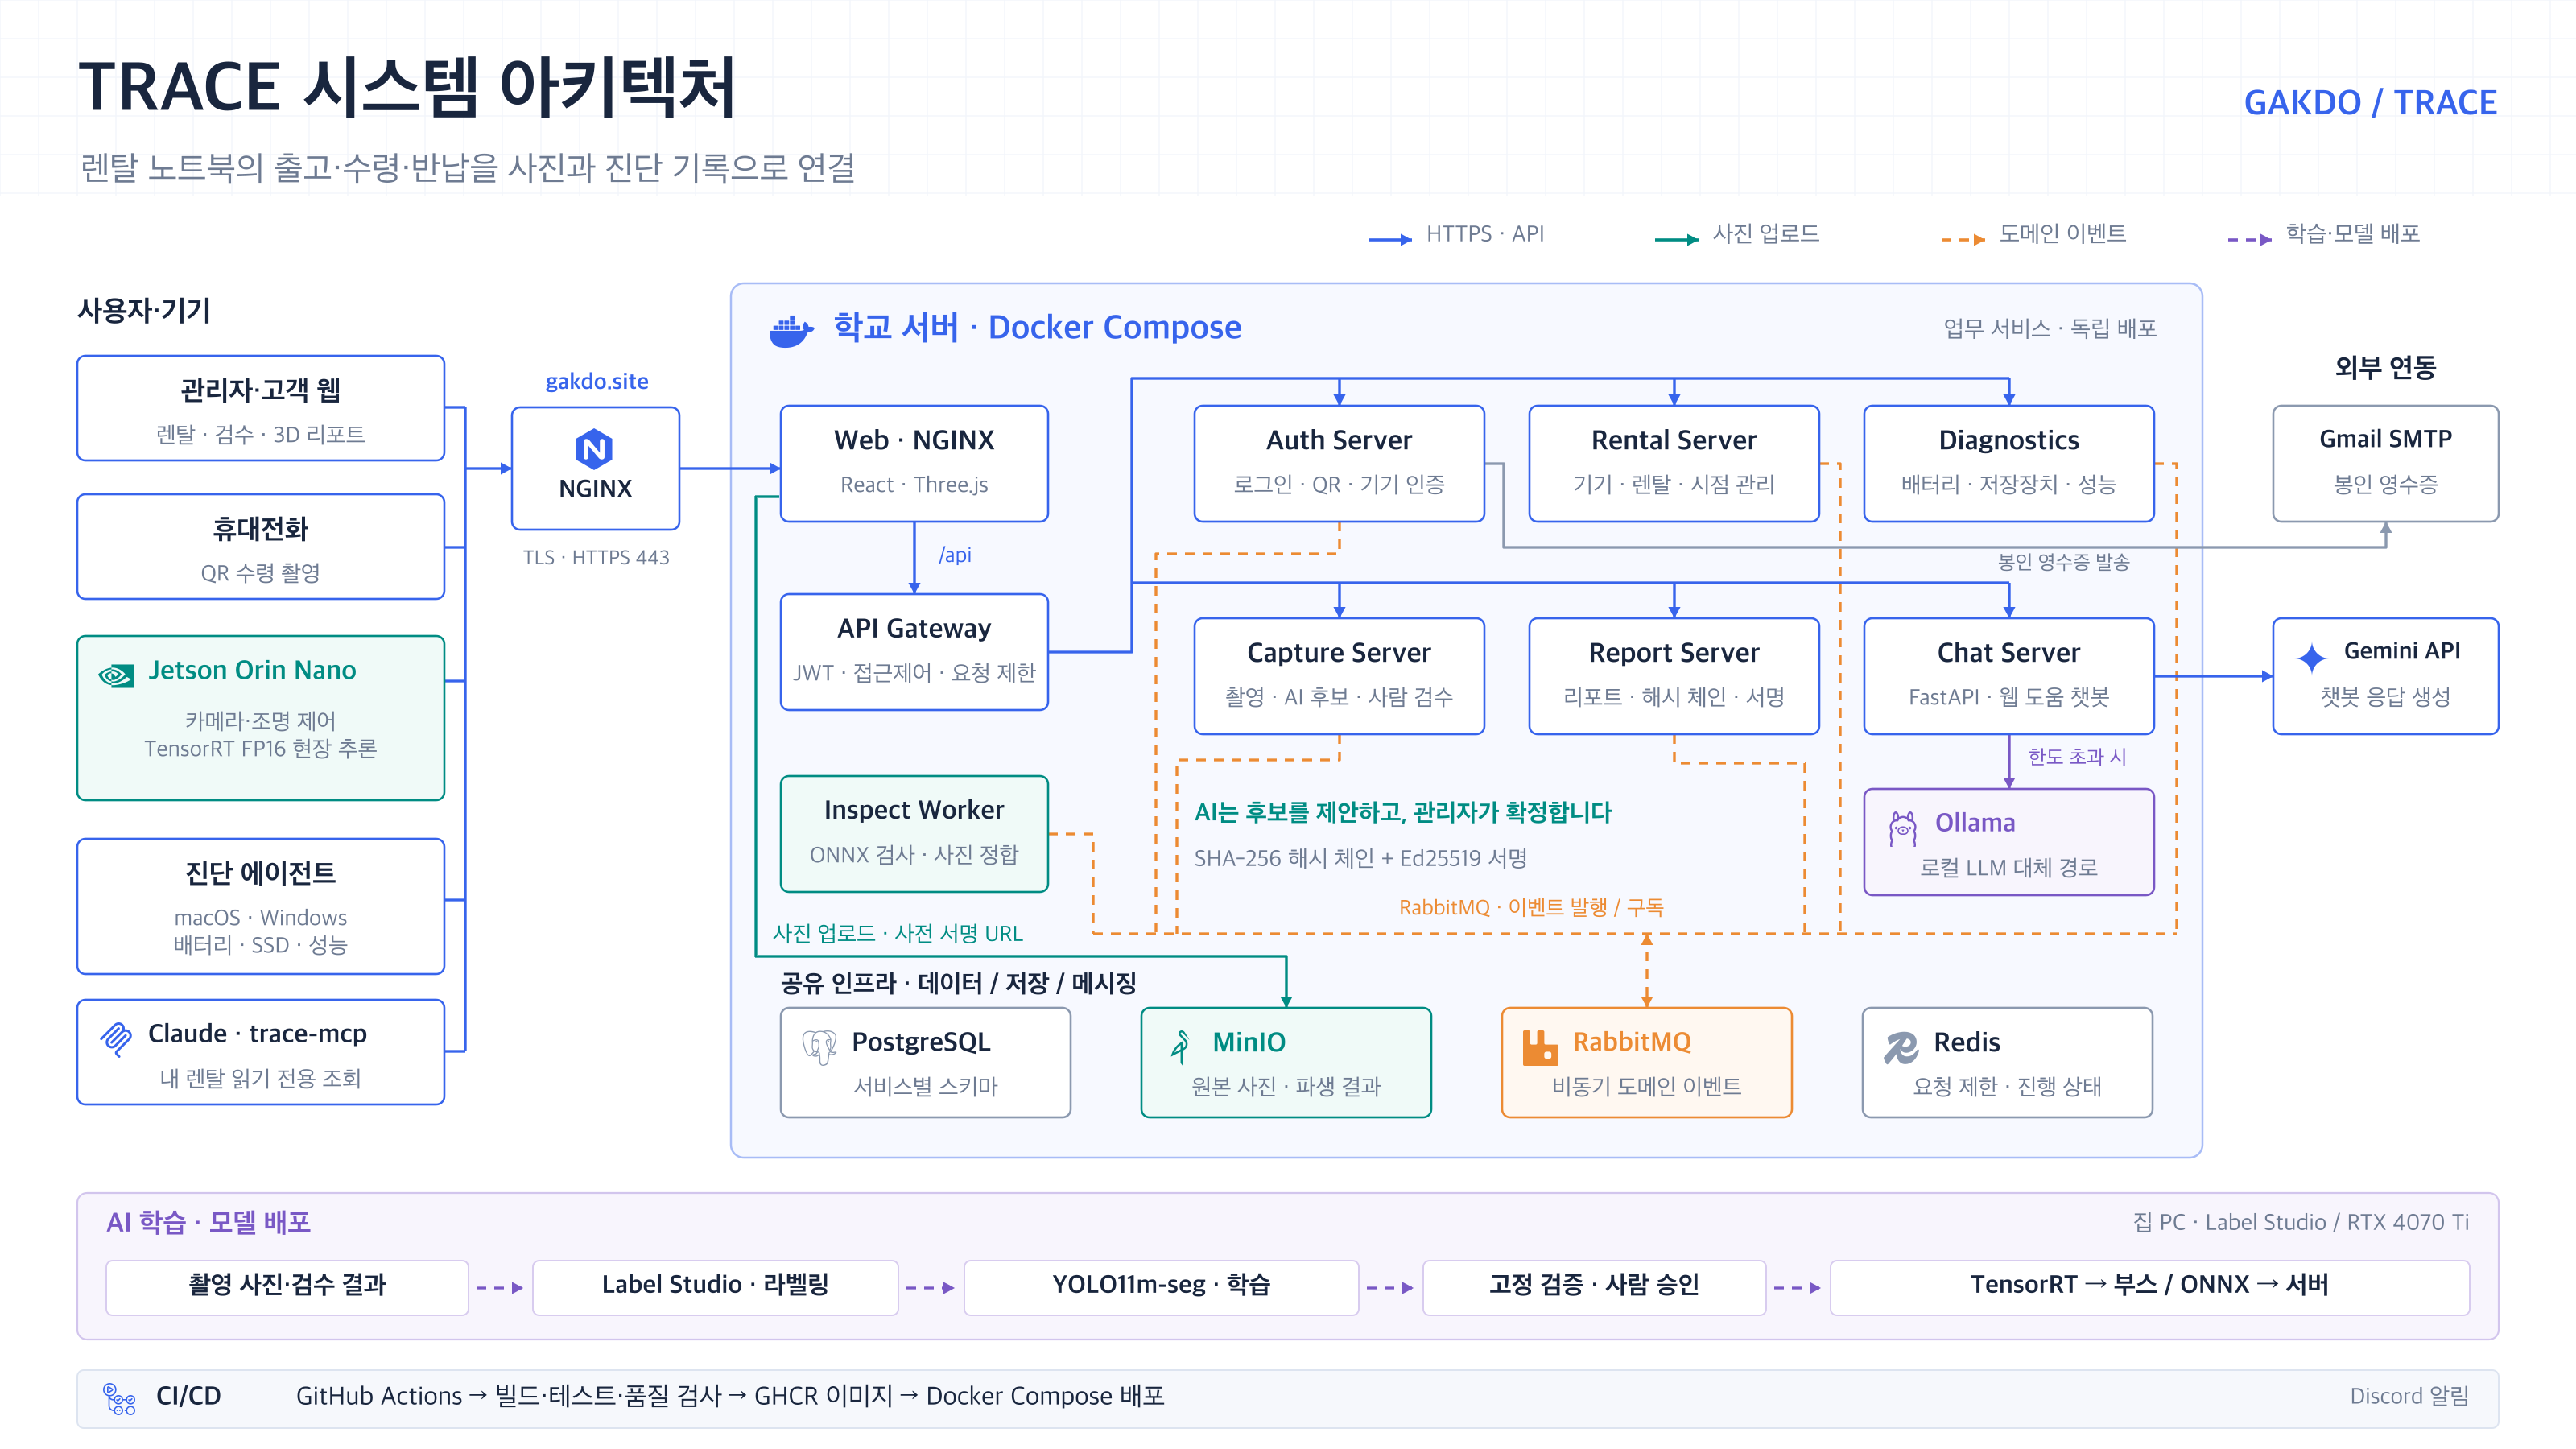 TRACE 시스템 아키텍처
GAKDO / TRACE
렌탈 노트북의 출고·수령·반납을 사진과 진단 기록으로 연결
HTTPS · API
사진 업로드
도메인 이벤트
학습·모델 배포
사용자·기기
관리자·고객 웹
렌탈 · 검수 · 3D 리포트
휴대전화
QR 수령 촬영
Jetson Orin Nano
카메라·조명 제어
TensorRT FP16 현장 추론
진단 에이전트
macOS · Windows
배터리 · SSD · 성능
Claude · trace-mcp
내 렌탈 읽기 전용 조회
gakdo.site
NGINX
TLS · HTTPS 443
학교 서버 · Docker Compose
업무 서비스 · 독립 배포
Web · NGINX
React · Three.js
/api
API Gateway
JWT · 접근제어 · 요청 제한
Auth Server
로그인 · QR · 기기 인증
Rental Server
기기 · 렌탈 · 시점 관리
Diagnostics
배터리 · 저장장치 · 성능
봉인 영수증 발송
Capture Server
촬영 · AI 후보 · 사람 검수
Report Server
리포트 · 해시 체인 · 서명
Chat Server
FastAPI · 웹 도움 챗봇
한도 초과 시
Inspect Worker
ONNX 검사 · 사진 정합
AI는 후보를 제안하고, 관리자가 확정합니다
SHA-256 해시 체인 + Ed25519 서명
Ollama
로컬 LLM 대체 경로
RabbitMQ · 이벤트 발행 / 구독
사진 업로드 · 사전 서명 URL
공유 인프라 · 데이터 / 저장 / 메시징
PostgreSQL
서비스별 스키마
MinIO
원본 사진 · 파생 결과
RabbitMQ
비동기 도메인 이벤트
Redis
요청 제한 · 진행 상태
외부 연동
Gmail SMTP
봉인 영수증
Gemini API
챗봇 응답 생성
AI 학습 · 모델 배포
집 PC · Label Studio / RTX 4070 Ti
촬영 사진·검수 결과
Label Studio · 라벨링
YOLO11m-seg · 학습
고정 검증 · 사람 승인
TensorRT → 부스 / ONNX → 서버
CI/CD
GitHub Actions → 빌드·테스트·품질 검사 → GHCR 이미지 → Docker Compose 배포
Discord 알림